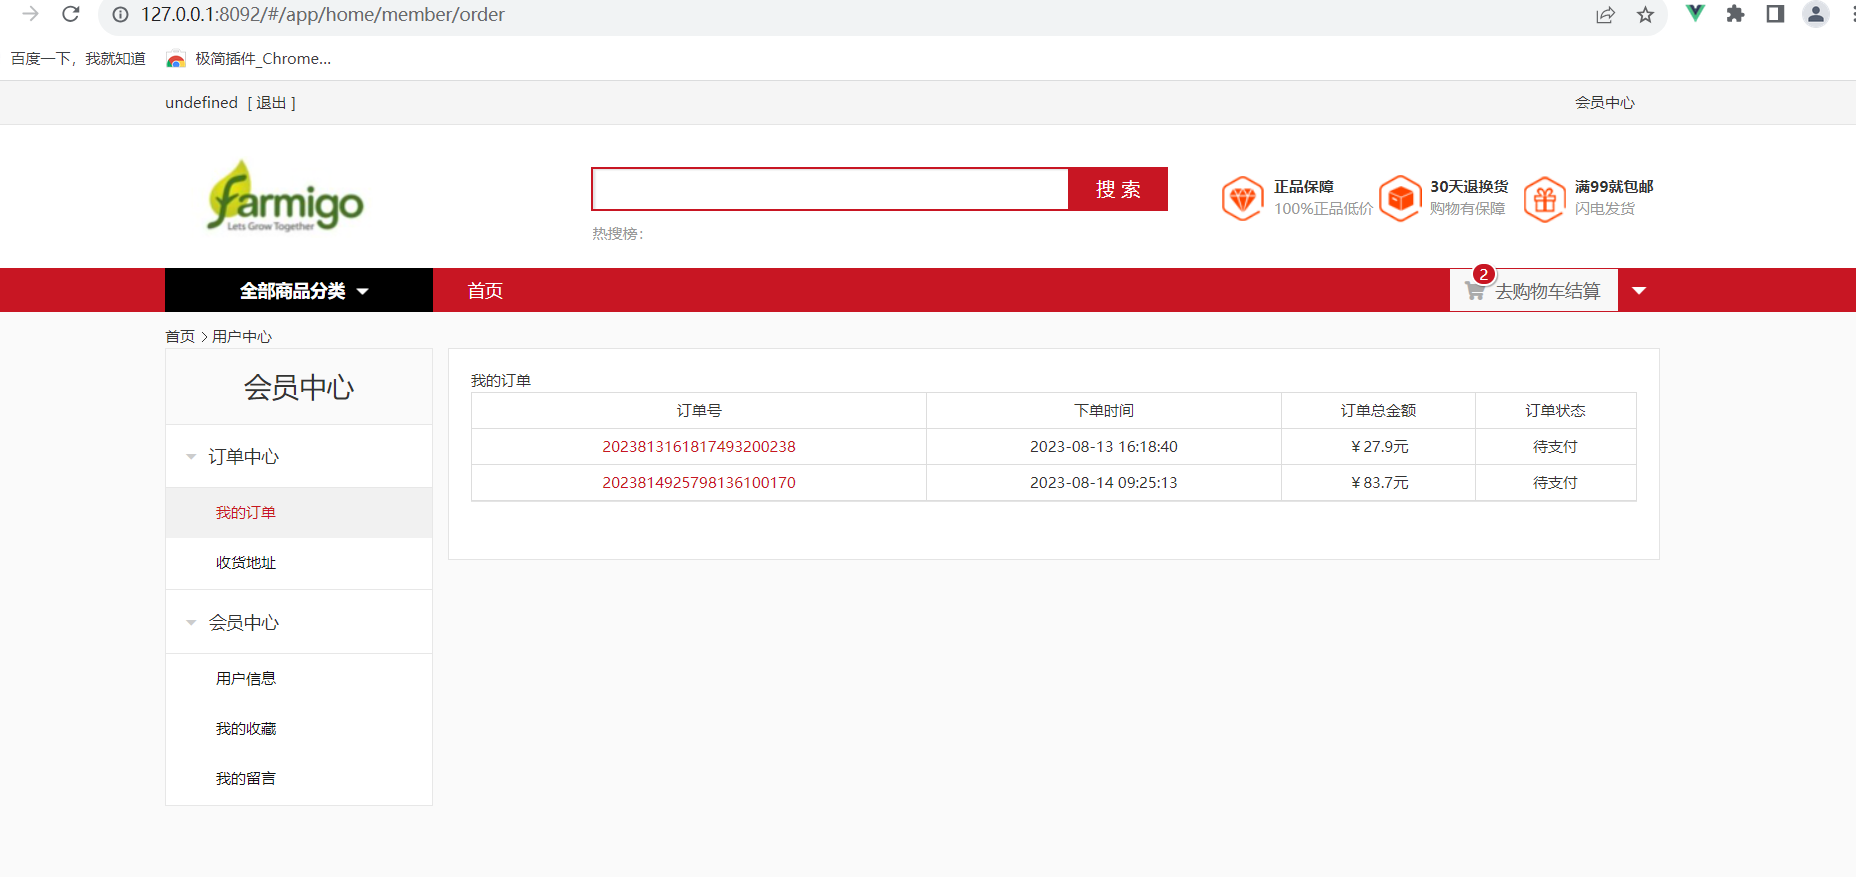 127.0.0.1:8092/#/app/home/member/order
百度一下，我就知道 极简插件_Chrome...
undefined [ 退出 ] 会员中心
farmigo
Lets Grow Together
搜 索
热搜榜：
正品保障
100%正品低价
30天退换货
购物有保障
满99就包邮
闪电发货
全部商品分类 首页 2 去购物车结算
首页 > 用户中心
会员中心
订单中心
我的订单
收货地址
会员中心
用户信息
我的收藏
我的留言
我的订单
订单号 下单时间 订单总金额 订单状态
2023813161817493200238 2023-08-13 16:18:40 ￥27.9元 待支付
2023814925798136100170 2023-08-14 09:25:13 ￥83.7元 待支付